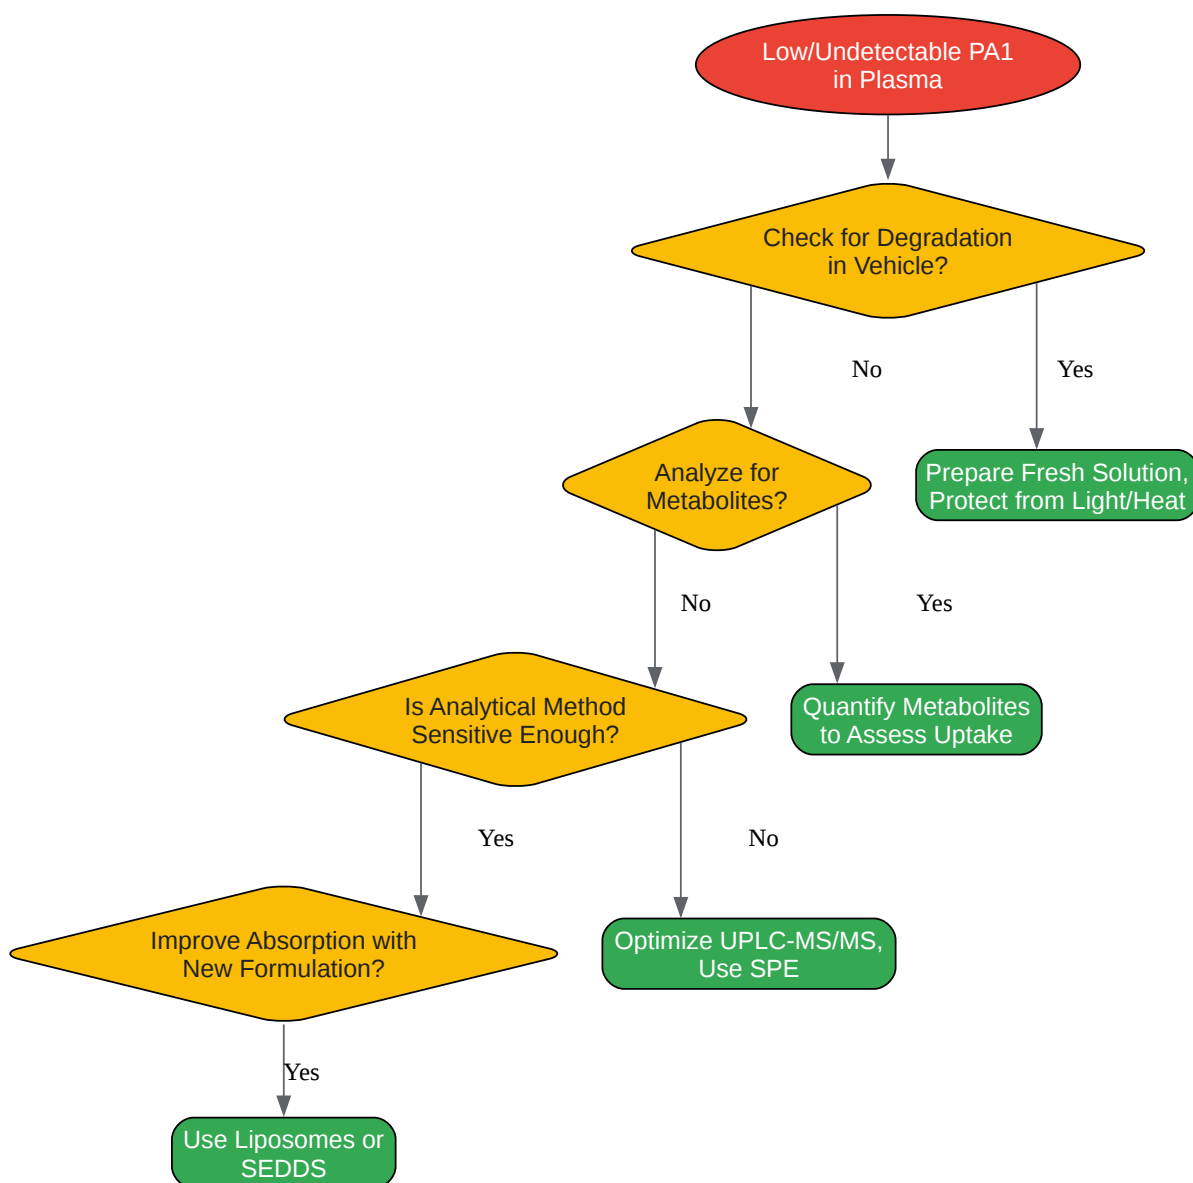 Low/Undetectable PA1
in Plasma
Check for Degradation
in Vehicle?
No
Yes
Analyze for
Metabolites?
Prepare Fresh Solution,
Protect from Light/Heat
No
Yes
Is Analytical Method
Sensitive Enough?
Quantify Metabolites
to Assess Uptake
Yes
No
Improve Absorption with
New Formulation?
Optimize UPLC-MS/MS,
Use SPE
Yes
Use Liposomes or
SEDDS